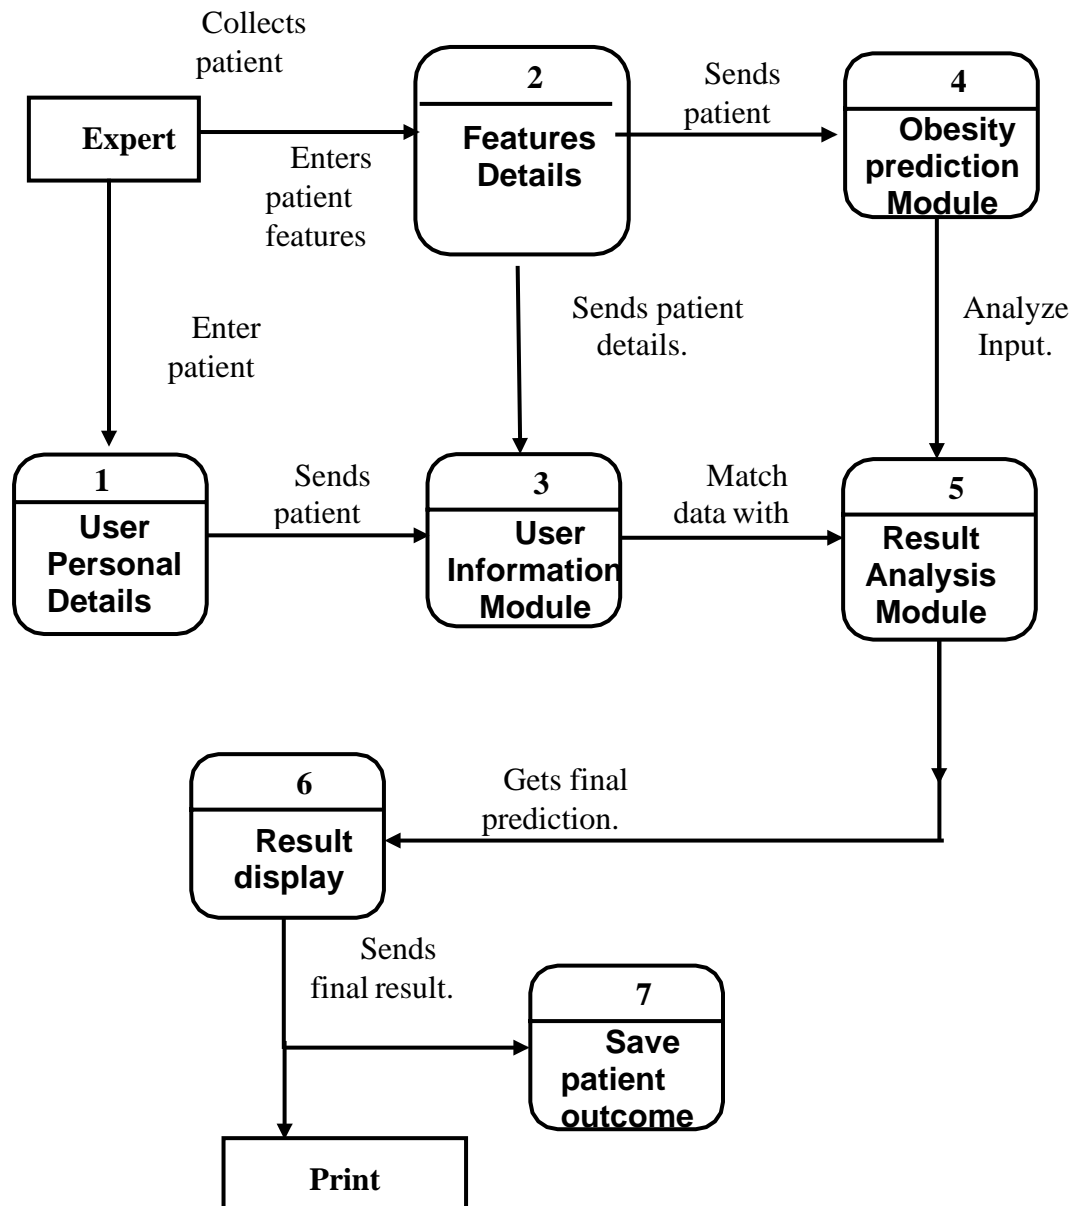 Collects
patient
Expert
Enters
patient
features
2
Features
Details
Sends
patient
4
Obesity
prediction
Module
Enter
patient
Sends patient
details.
Analyze
Input.
1
User
Personal
Details
Sends
patient
3
User
Information
Module
Match
data with
5
Result
Analysis
Module
6
Result
display
Gets final
prediction.
Sends
final result.
7
Save
patient
outcome
Print